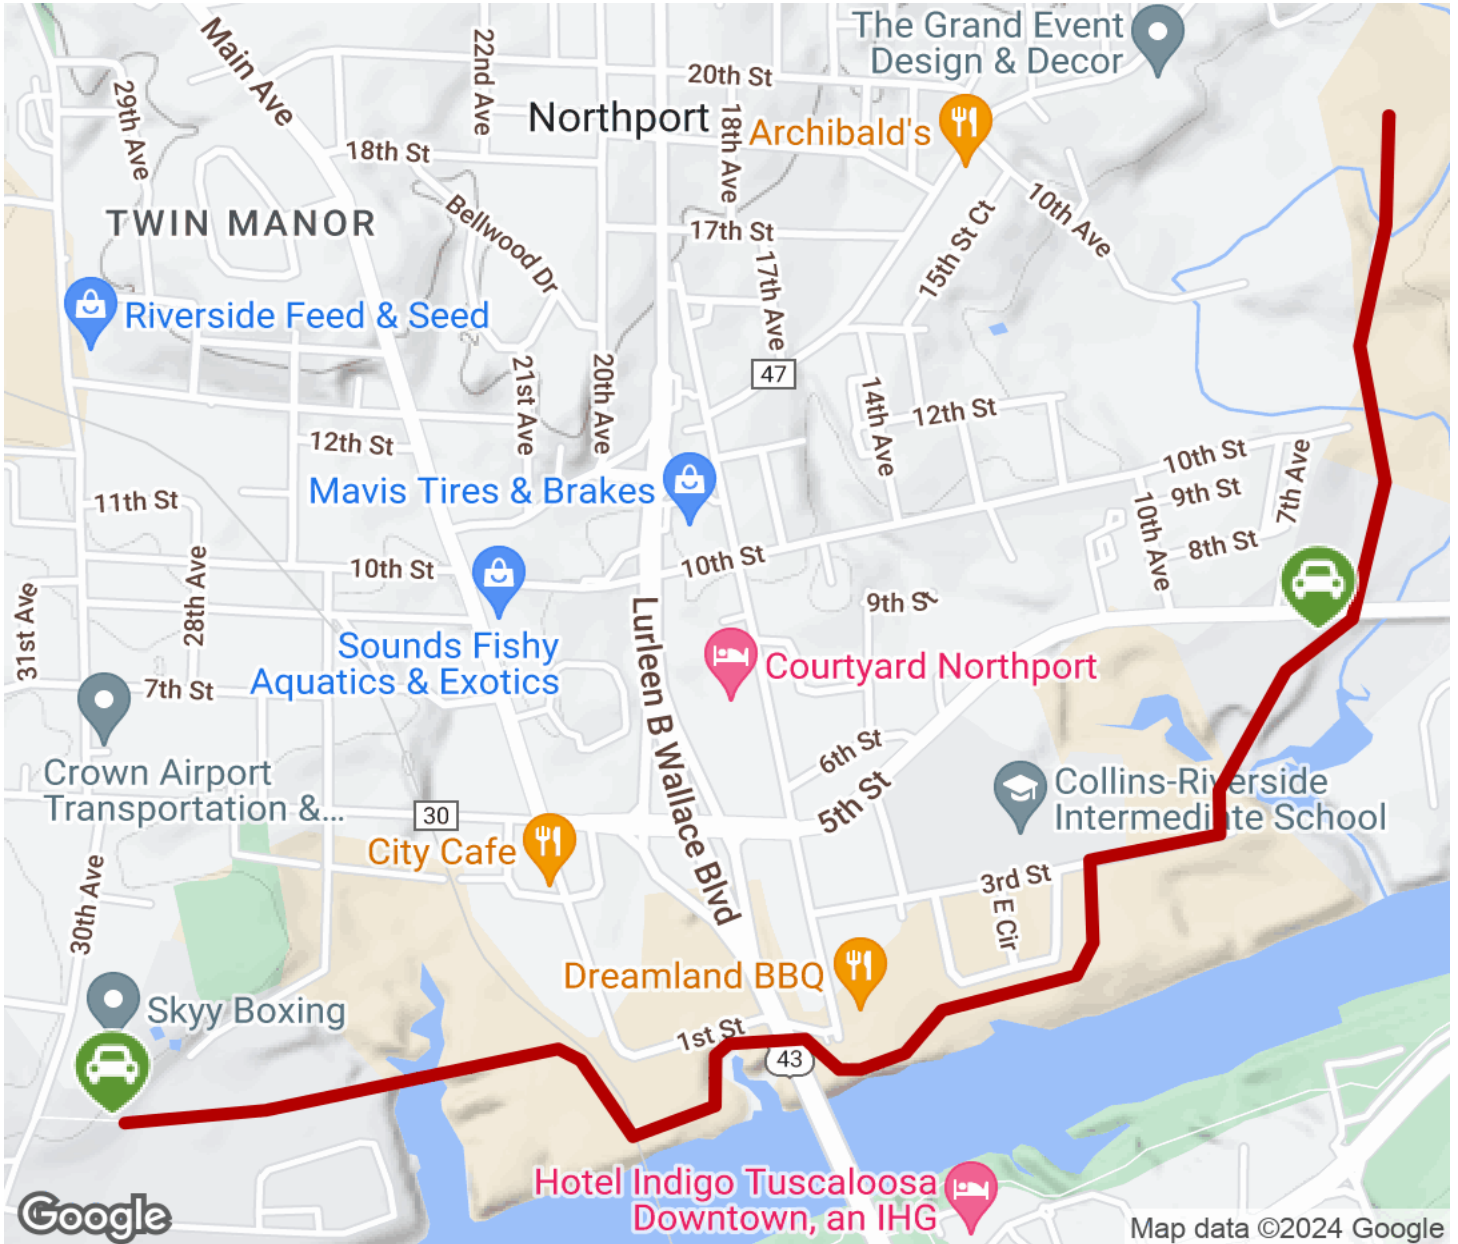 The Grand Event
Design & Decor
Main Ave
22nd Ave
20th St
29th Ave
Northport
18th Ave
Archibald's
18th St
TWIN MANOR
Bellwood Dr
17th St
10th Ave
15th St Ct
17th Ave
Riverside Feed & Seed
21st Ave
20th Ave
47
14th Ave
12th St
12th St
10th St
7th Ave
Mavis Tires & Brakes
11th St
9th St
10th Ave
8th St
10th St
10th St
28th Ave
31st Ave
9th St
Lurleen B Wallace Blvd
Sounds Fishy
Aquatics & Exotics
Courtyard Northport
7th St
6th St
Crown Airport
Transportation &...
5th St
Collins-Riverside
Intermediate School
30
City Cafe
30th Ave
3rd St
E Cir
Dreamland BBQ
Skyy Boxing
1st St
43
Hotel Indigo Tuscaloosa
Downtown, an IHG
Google
Map data ©2024 Google